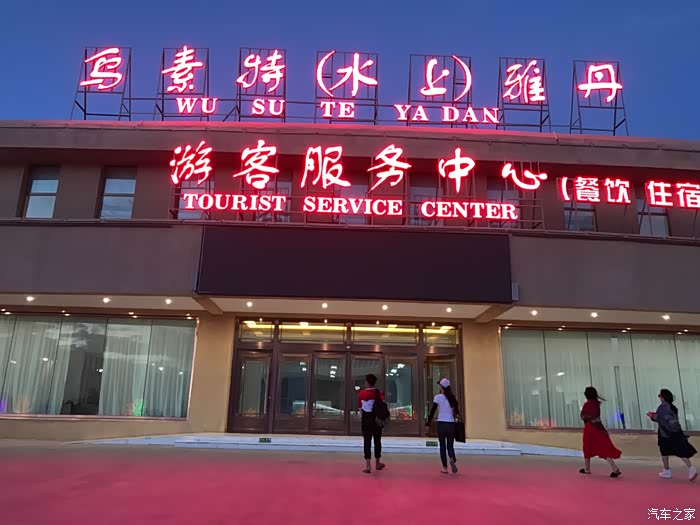 乌素特（水上）雅丹
WU SU TE YA DAN
游客服务中心
（餐饮 住宿
TOURIST SERVICE CENTER
汽车之家